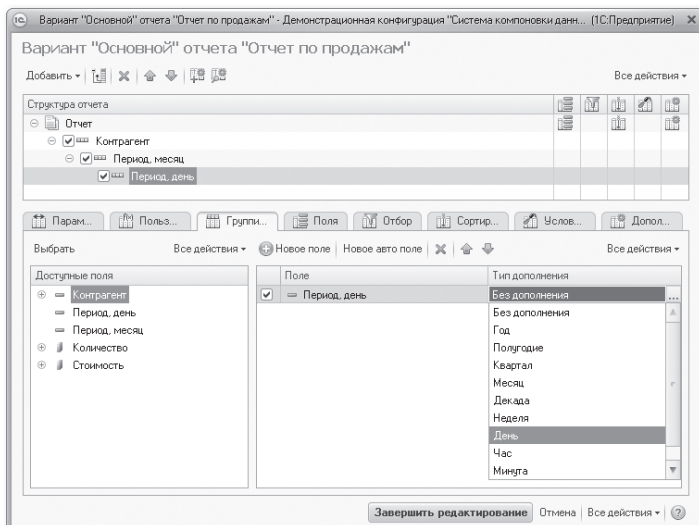 Вариант "Основной" отчета "Отчет по продажам" - Демонстрационная конфигурация "Система компоновки данн... (1С:Предприятие)
Вариант "Основной" отчета "Отчет по продажам"
Добавить
Все действия
Структура отчета
Отчет
Контрагент
Период, месяц
Период, день
Парам...
Польз...
Группи...
Поля
Отбор
Сортир...
Услов...
Допол...
Выбрать
Все действия
Новое поле
Новое авто поле
Все действия
Доступные поля
Поле
Тип дополнения
Контрагент
Период, день
Без дополнения
...
Период, день
Без дополнения
Период, месяц
Год
Количество
Полугодие
Стоимость
Квартал
Месяц
Декада
Неделя
День
Час
Минута
Завершить редактирование
Отмена
Все действия
?